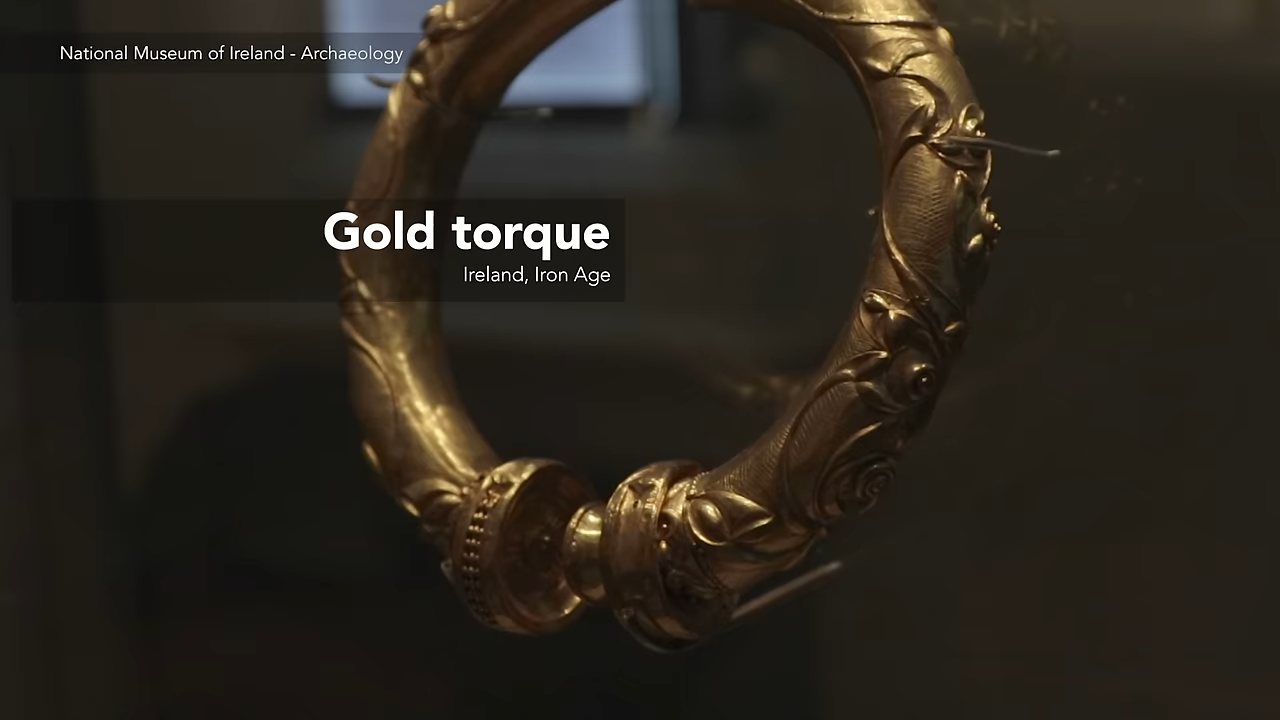 National Museum of Ireland - Archaeology
Gold torque
Ireland, Iron Age